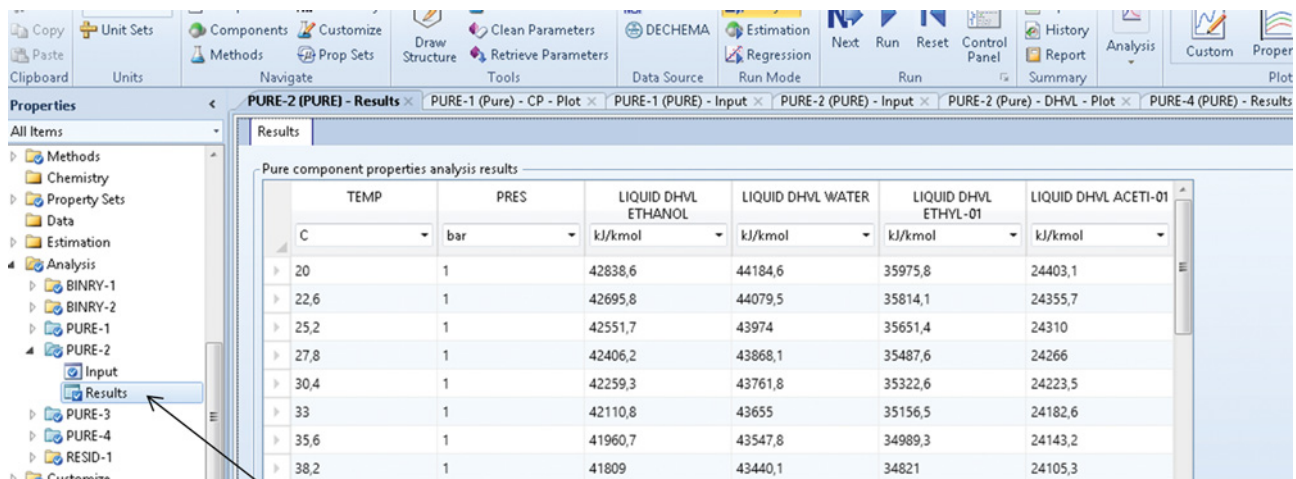 Copy Unit Sets Components Customize Draw Structure Clean Parameters DECHEMA Estimation Next Run Reset Control Panel History Analysis Custom
Paste Methods Prop Sets Retrieve Parameters Regression Report
Clipboard Units Navigate Tools Data Source Run Mode Run Summary Plot
Properties PURE-2 (PURE) - Results PURE-1 (Pure) - CP - Plot PURE-1 (PURE) - Input PURE-2 (PURE) - Input PURE-2 (Pure) - DHVL - Plot PURE-4 (PURE) - Results
All Items
Methods
Chemistry
Property Sets
Data
Estimation
Analysis
BINRY-1
BINRY-2
PURE-1
PURE-2
Input
Results
PURE-3
PURE-4
RESID-1
Customize
Results
Pure component properties analysis results
TEMP PRES LIQUID DHVL ETHANOL LIQUID DHVL WATER LIQUID DHVL ETHYL-01 LIQUID DHVL ACETI-01
C bar kJ/kmol kJ/kmol kJ/kmol kJ/kmol
20 1 42838,6 44184,6 35975,8 24403,1
22,6 1 42695,8 44079,5 35814,1 24355,7
25,2 1 42551,7 43974 35651,4 24310
27,8 1 42406,2 43868,1 35487,6 24266
30,4 1 42259,3 43761,8 35322,6 24223,5
33 1 42110,8 43655 35156,5 24182,6
35,6 1 41960,7 43547,8 34989,3 24143,2
38,2 1 41809 43440,1 34821 24105,3